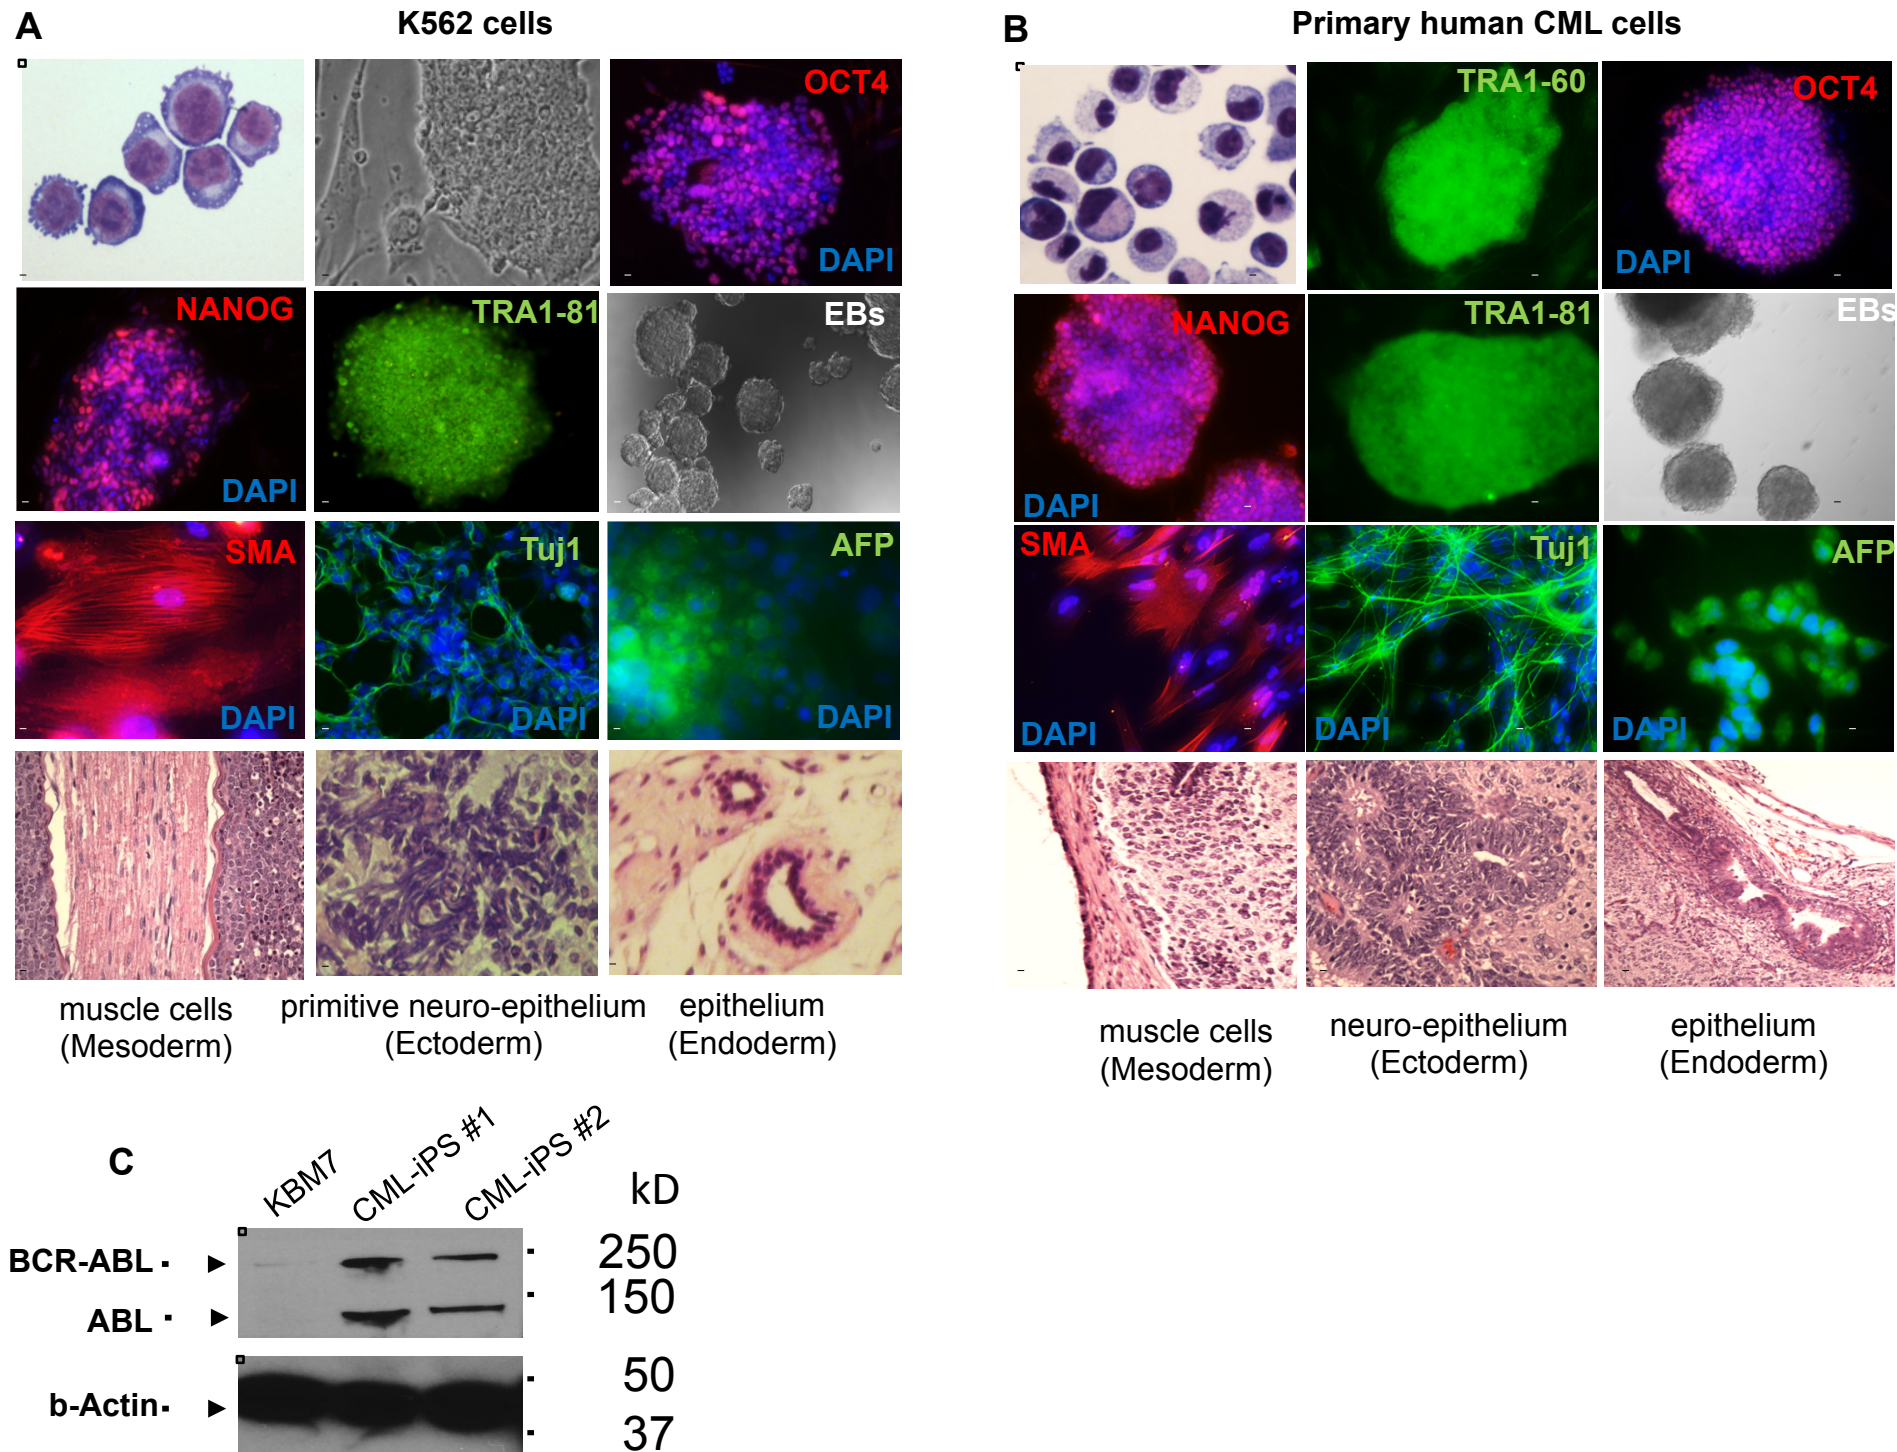 A
K562 cells
OCT4
DAPI
NANOG
DAPI
TRA1-81
EBs
SMA
DAPI
Tuj1
DAPI
AFP
DAPI
muscle cells
(Mesoderm)
primitive neuro-epithelium
(Ectoderm)
epithelium
(Endoderm)
B
Primary human CML cells
TRA1-60
OCT4
DAPI
NANOG
DAPI
TRA1-81
EBs
SMA
DAPI
Tuj1
DAPI
AFP
DAPI
muscle cells
(Mesoderm)
neuro-epithelium
(Ectoderm)
epithelium
(Endoderm)
C
KBM7
CML-iPS #1
CML-iPS #2
kD
BCR-ABL
250
150
ABL
50
b-Actin
37